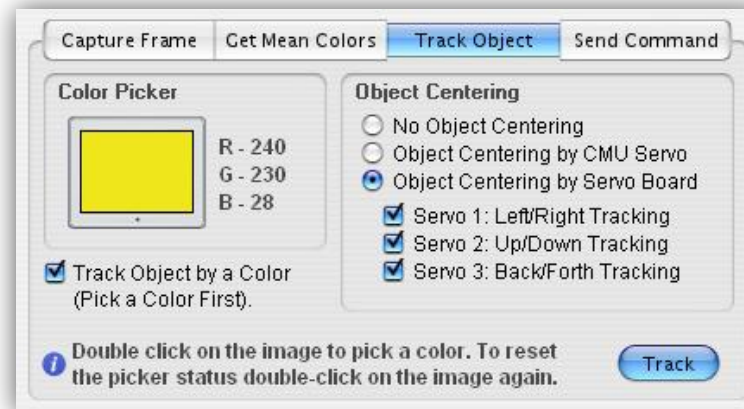 Capture Frame
Get Mean Colors
Track Object
Send Command
Color Picker
R - 240
G - 230
B - 28
Track Object by a Color
(Pick a Color First).
Object Centering
No Object Centering
Object Centering by CMU Servo
Object Centering by Servo Board
Servo 1: Left/Right Tracking
Servo 2: Up/Down Tracking
Servo 3: Back/Forth Tracking
Double click on the image to pick a color. To reset
the picker status double-click on the image again.
Track